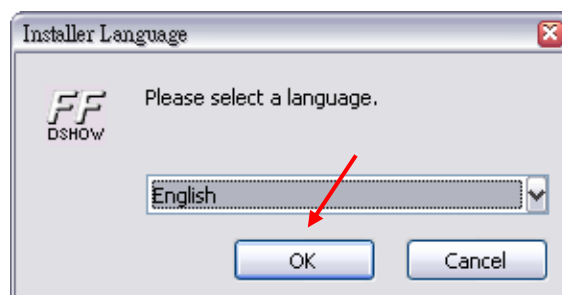 Installer Language
FF
DSHOW
Please select a language.
English
OK
Cancel